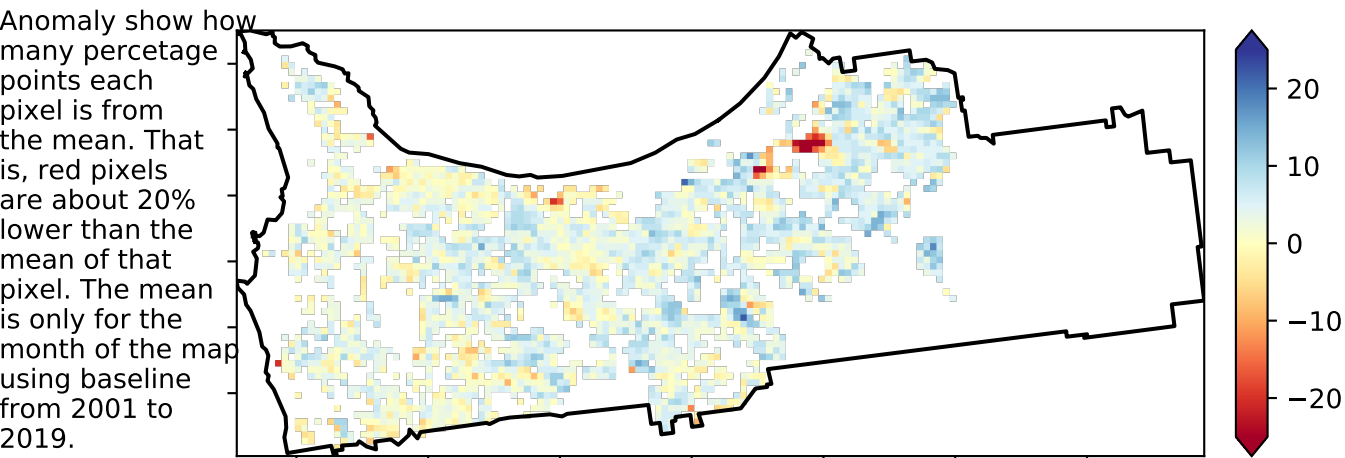 Anomaly show how
many percetage
points each
pixel is from
the mean. That
is, red pixels
are about 20%
lower than the
mean of that
pixel. The mean
is only for the
month of the map
using baseline
from 2001 to
2019.
20
10
0
−10
−20